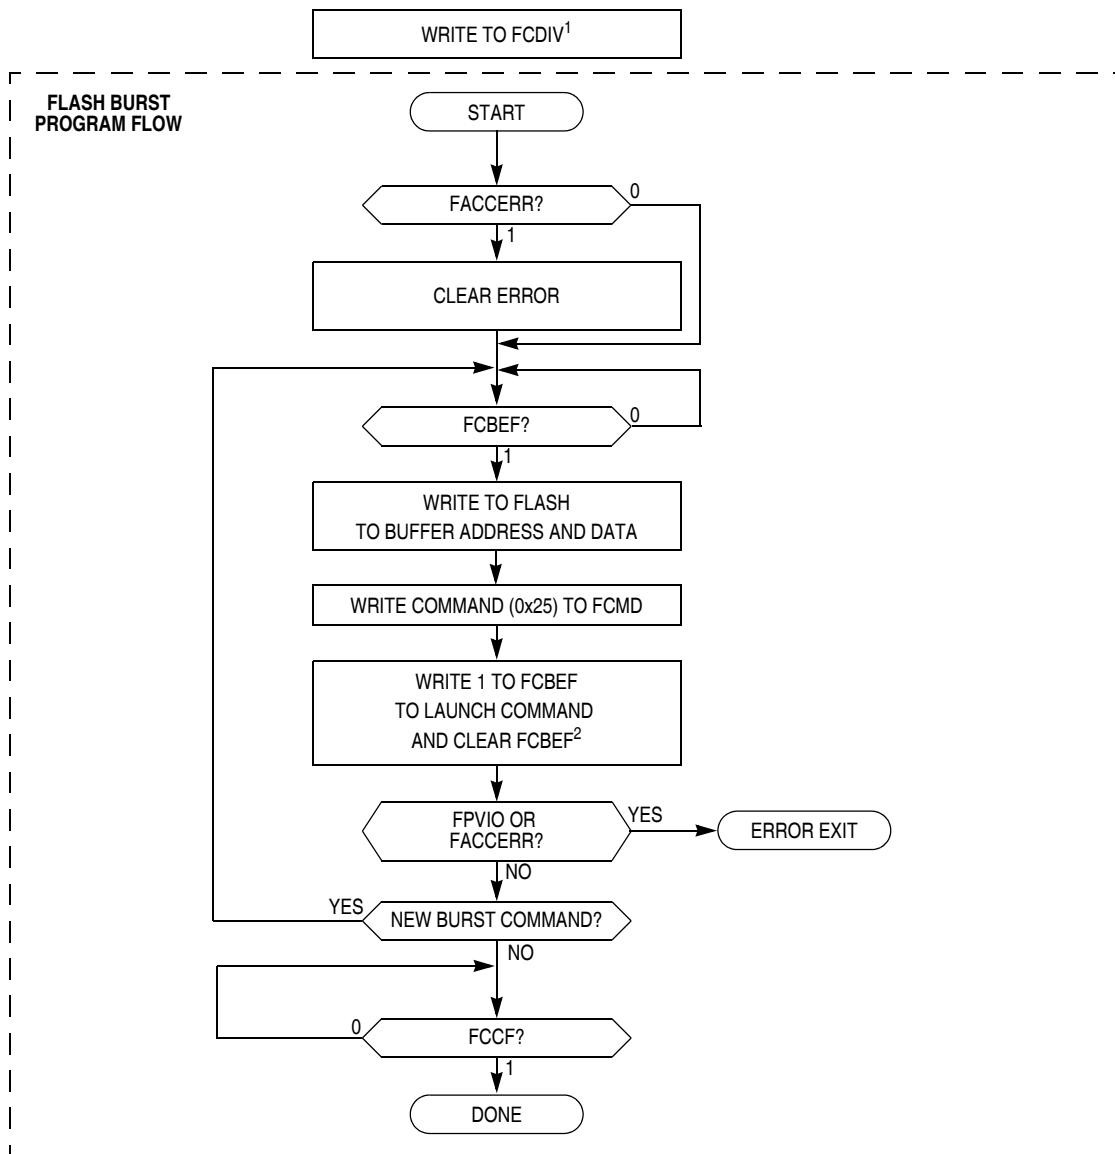 WRITE TO FCDIV1
FLASH BURST
PROGRAM FLOW
START
FACCERR?
0
1
CLEAR ERROR
FCBEF?
0
1
WRITE TO FLASH
TO BUFFER ADDRESS AND DATA
WRITE COMMAND (0x25) TO FCMD
WRITE 1 TO FCBEF
TO LAUNCH COMMAND
AND CLEAR FCBEF2
FPVIO OR
FACCERR?
YES
ERROR EXIT
NO
YES
NEW BURST COMMAND?
NO
0
FCCF?
1
DONE